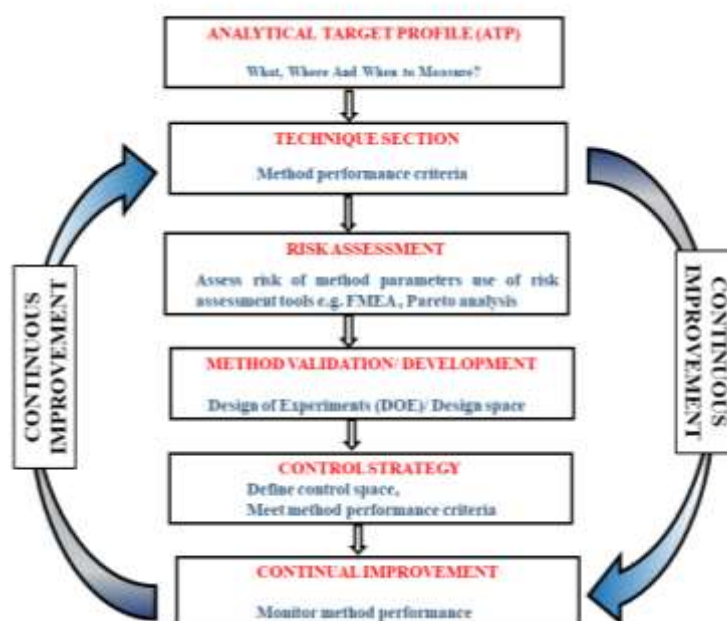 ANALYTICAL TARGET PROFILE (ATP)
What, Where And When to Measure?
TECHNIQUE SECTION
Method performance criteria
RISK ASSESSMENT
Assess risk of method parameters use of risk
assessment tools e.g. FMEA, Pareto analysis
METHOD VALIDATION/ DEVELOPMENT
Design of Experiments (DOE)/ Design space
CONTROL STRATEGY
Define control space,
Meet method performance criteria
CONTINUAL IMPROVEMENT
Monitor method performance
CONTINUOUS
IMPROVEMENT
CONTINUOUS
IMPROVEMENT